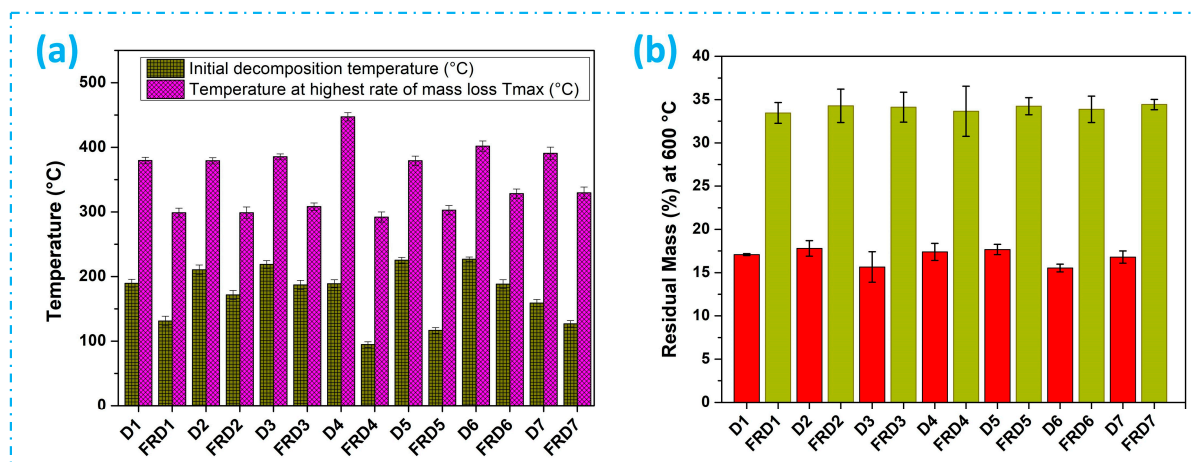 (a)
Initial decomposition temperature (°C)
Temperature at highest rate of mass loss Tmax (°C)
Temperature (°C)
500
400
300
200
100
0
D1 FRD1 D2 FRD2 D3 FRD3 D4 FRD4 D5 FRD5 D6 FRD6 D7 FRD7
(b)
Residual Mass (%) at 600 °C
40
35
30
25
20
15
10
5
0
D1 FRD1 D2 FRD2 D3 FRD3 D4 FRD4 D5 FRD5 D6 FRD6 D7 FRD7